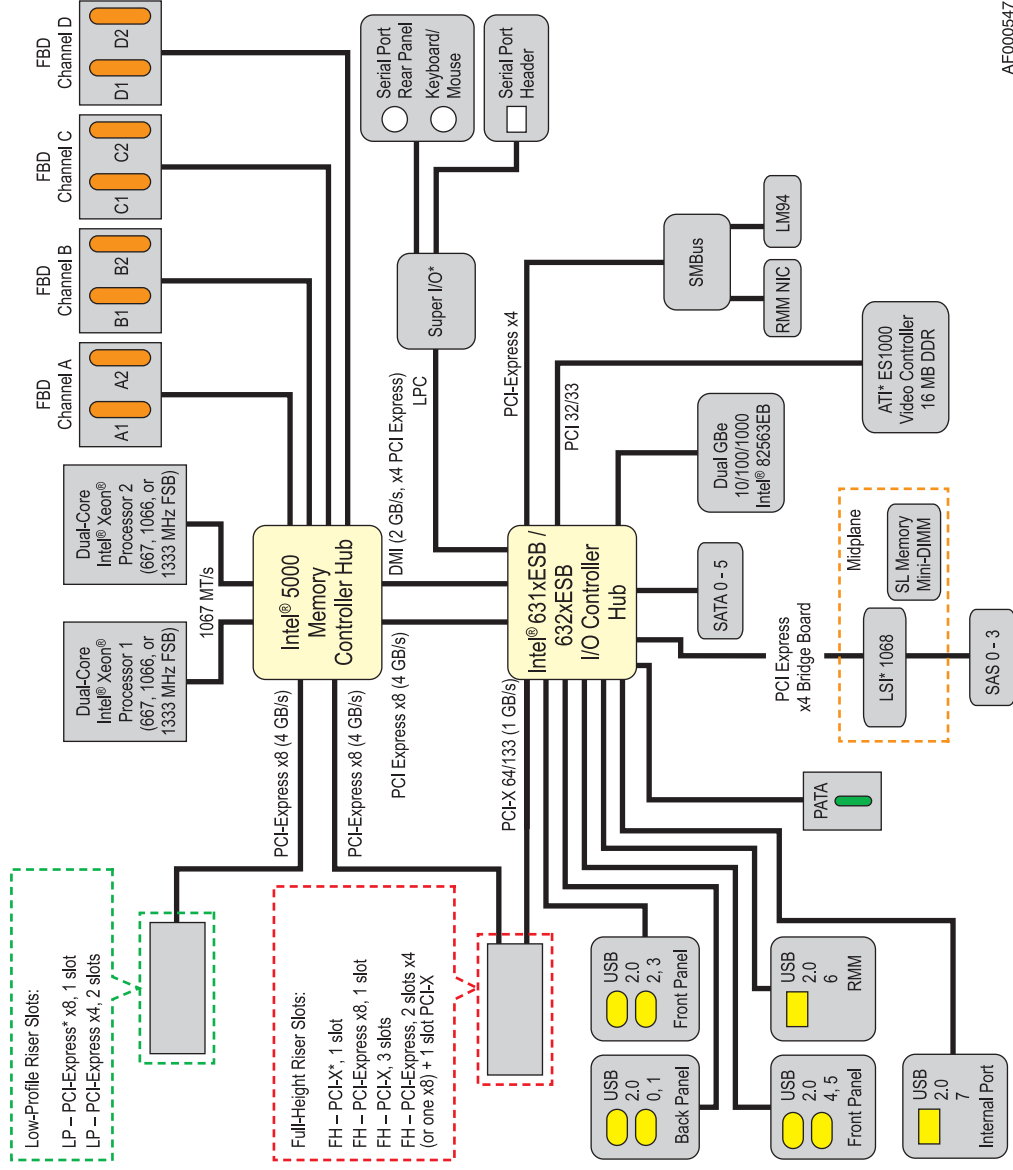 Low-Profile Riser Slots:
LP – PCI-Express* x8, 1 slot
LP – PCI-Express x4, 2 slots
Full-Height Riser Slots:
FH – PCI-X*, 1 slot
FH – PCI-Express x8, 1 slot
FH – PCI-X, 3 slots
FH – PCI-Express, 2 slots x4
(or one x8) + 1 slot PCI-X
Dual-Core
Intel® Xeon®
Processor 1
(667, 1066, or
1333 MHz FSB)
Dual-Core
Intel® Xeon®
Processor 2
(667, 1066, or
1333 MHz FSB)
FBD
Channel A
A1
A2
FBD
Channel B
B1
B2
FBD
Channel C
C1
C2
FBD
Channel D
D1
D2
1067 MT/s
PCI-Express x8 (4 GB/s)
PCI-Express x8 (4 GB/s)
Intel® 5000
Memory
Controller Hub
PCI Express x8 (4 GB/s)
DMI (2 GB/s, x4 PCI Express)
LPC
Super I/O*
Serial Port
Rear Panel
Keyboard/
Mouse
Serial Port
Header
PCI-X 64/133 (1 GB/s)
Intel® 631xESB /
632xESB
I/O Controller
Hub
PCI-Express x4
PCI 32/33
SMBus
RMM NIC
LM94
USB
2.0
0, 1
Back Panel
USB
2.0
2, 3
Front Panel
USB
2.0
4, 5
Front Panel
USB
2.0
6
RMM
USB
2.0
7
Internal Port
PATA
PCI Express
x4 Bridge Board
SATA 0 - 5
Dual GBe
10/100/1000
Intel® 82563EB
ATI* ES1000
Video Controller
16 MB DDR
Midplane
LSI* 1068
SL Memory
Mini-DIMM
SAS 0 - 3
AF000547